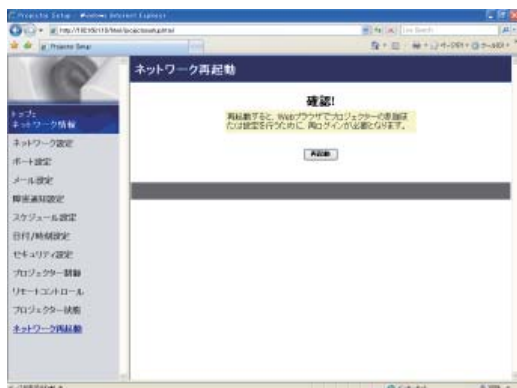 Projector Setup - Windows Internet Explorer
Live Search
Projector Setup
ネットワーク再起動
トップ:
ネットワーク情報
ネットワーク設定
ポート設定
メール設定
障害通知設定
スケジュール設定
日付/時刻設定
セキュリティ設定
プロジェクター制御
リモートコントロール
プロジェクター状態
ネットワーク再起動
確認!
再起動すると、Webブラウザでプロジェクターの制御ま
たは設定を行うために、再ログインが必要となります。
再起動